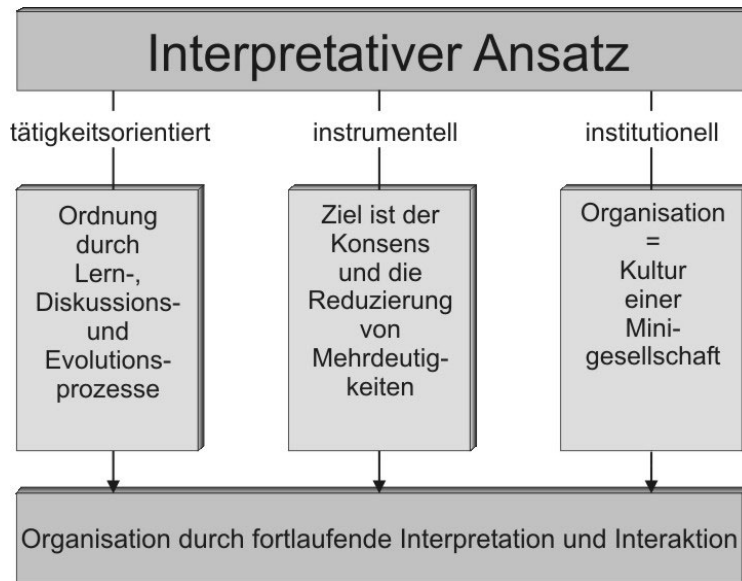 Interpretativer Ansatz
tätigkeitsorientiert
instrumentell
institutionell
Ordnung
durch
Lern-,
Diskussions-
und
Evolutions-
prozesse
Ziel ist der
Konsens
und die
Reduzierung
von
Mehrdeutig-
keiten
Organisation
=
Kultur
einer
Mini-
gesellschaft
Organisation durch fortlaufende Interpretation und Interaktion